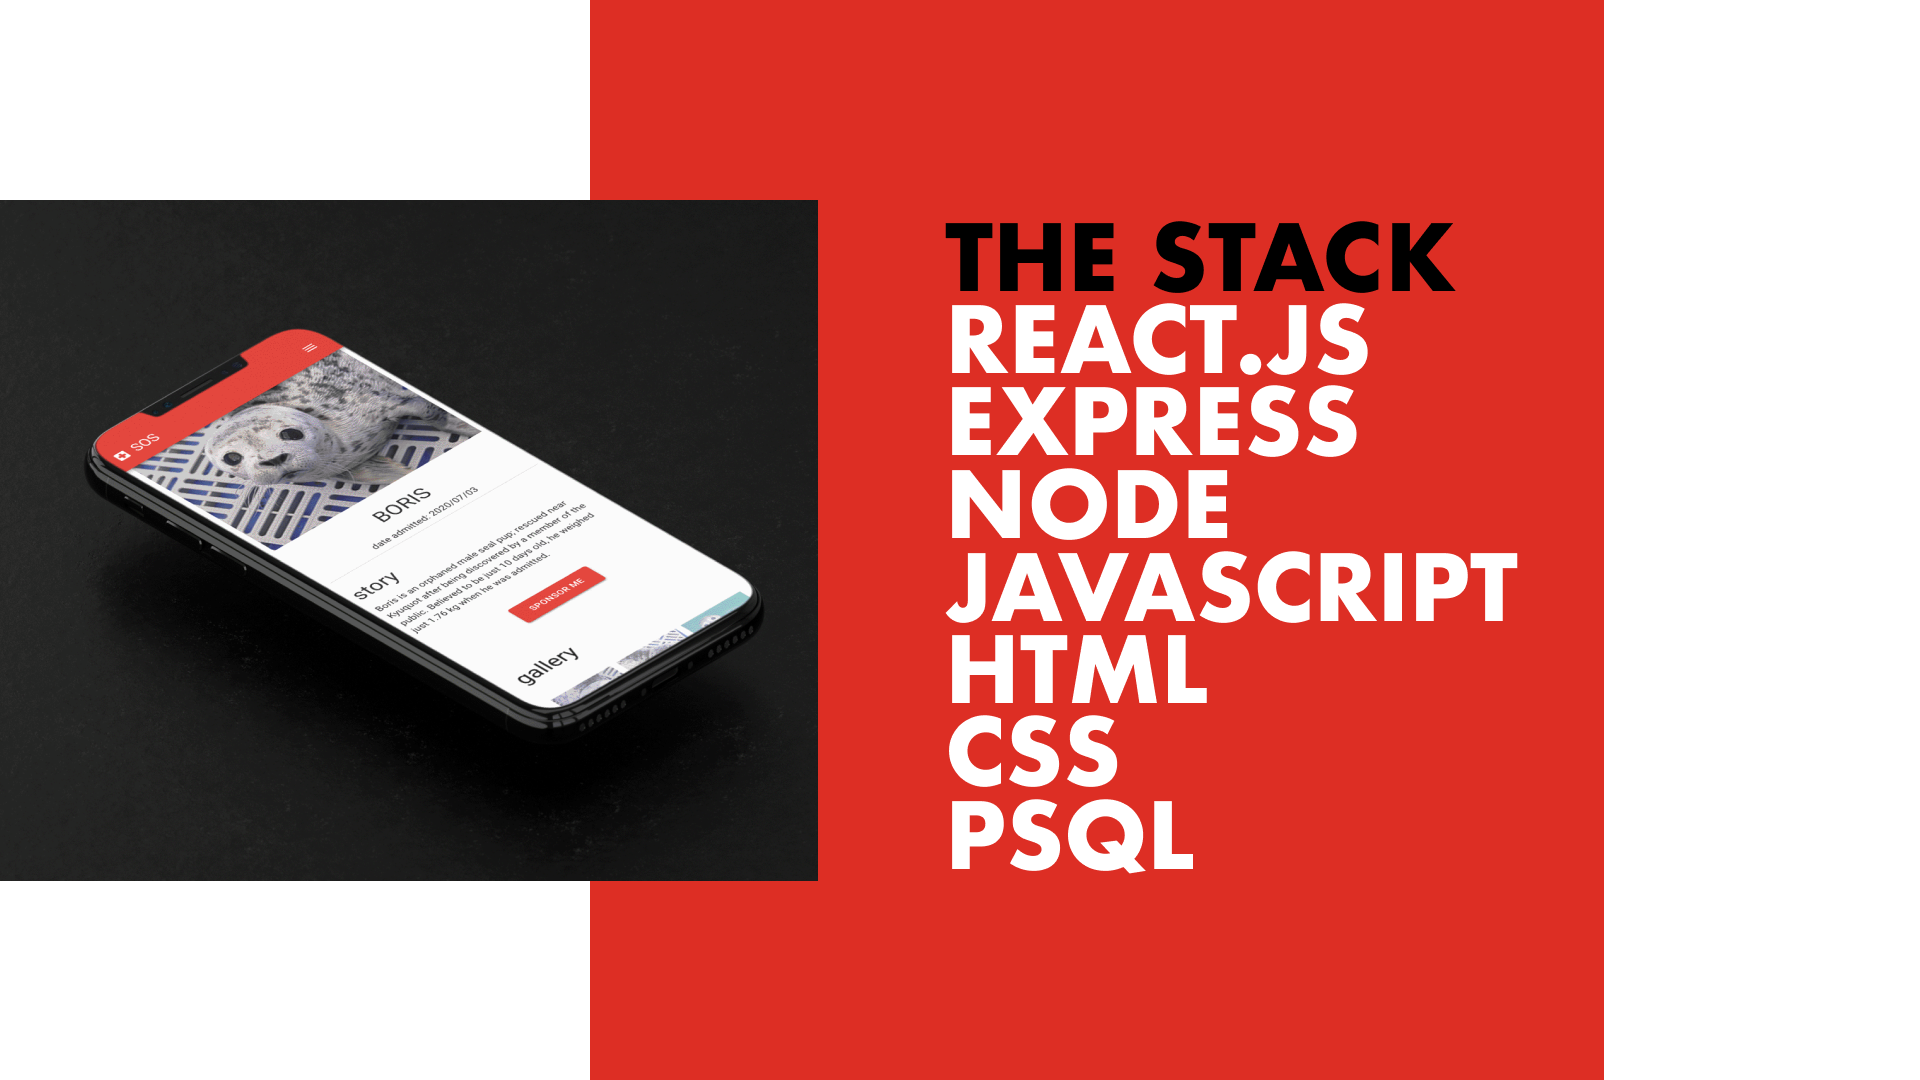 SOS
BORIS
date admitted: 2020/07/03
story
Boris is an orphaned male seal pup; rescued near
Kyuquot after being discovered by a member of the
public. Believed to be just 10 days old, he weighed
just 1.76 kg when he was admitted.
SPONSOR ME
gallery
THE STACK
REACT.JS
EXPRESS
NODE
JAVASCRIPT
HTML
CSS
PSQL